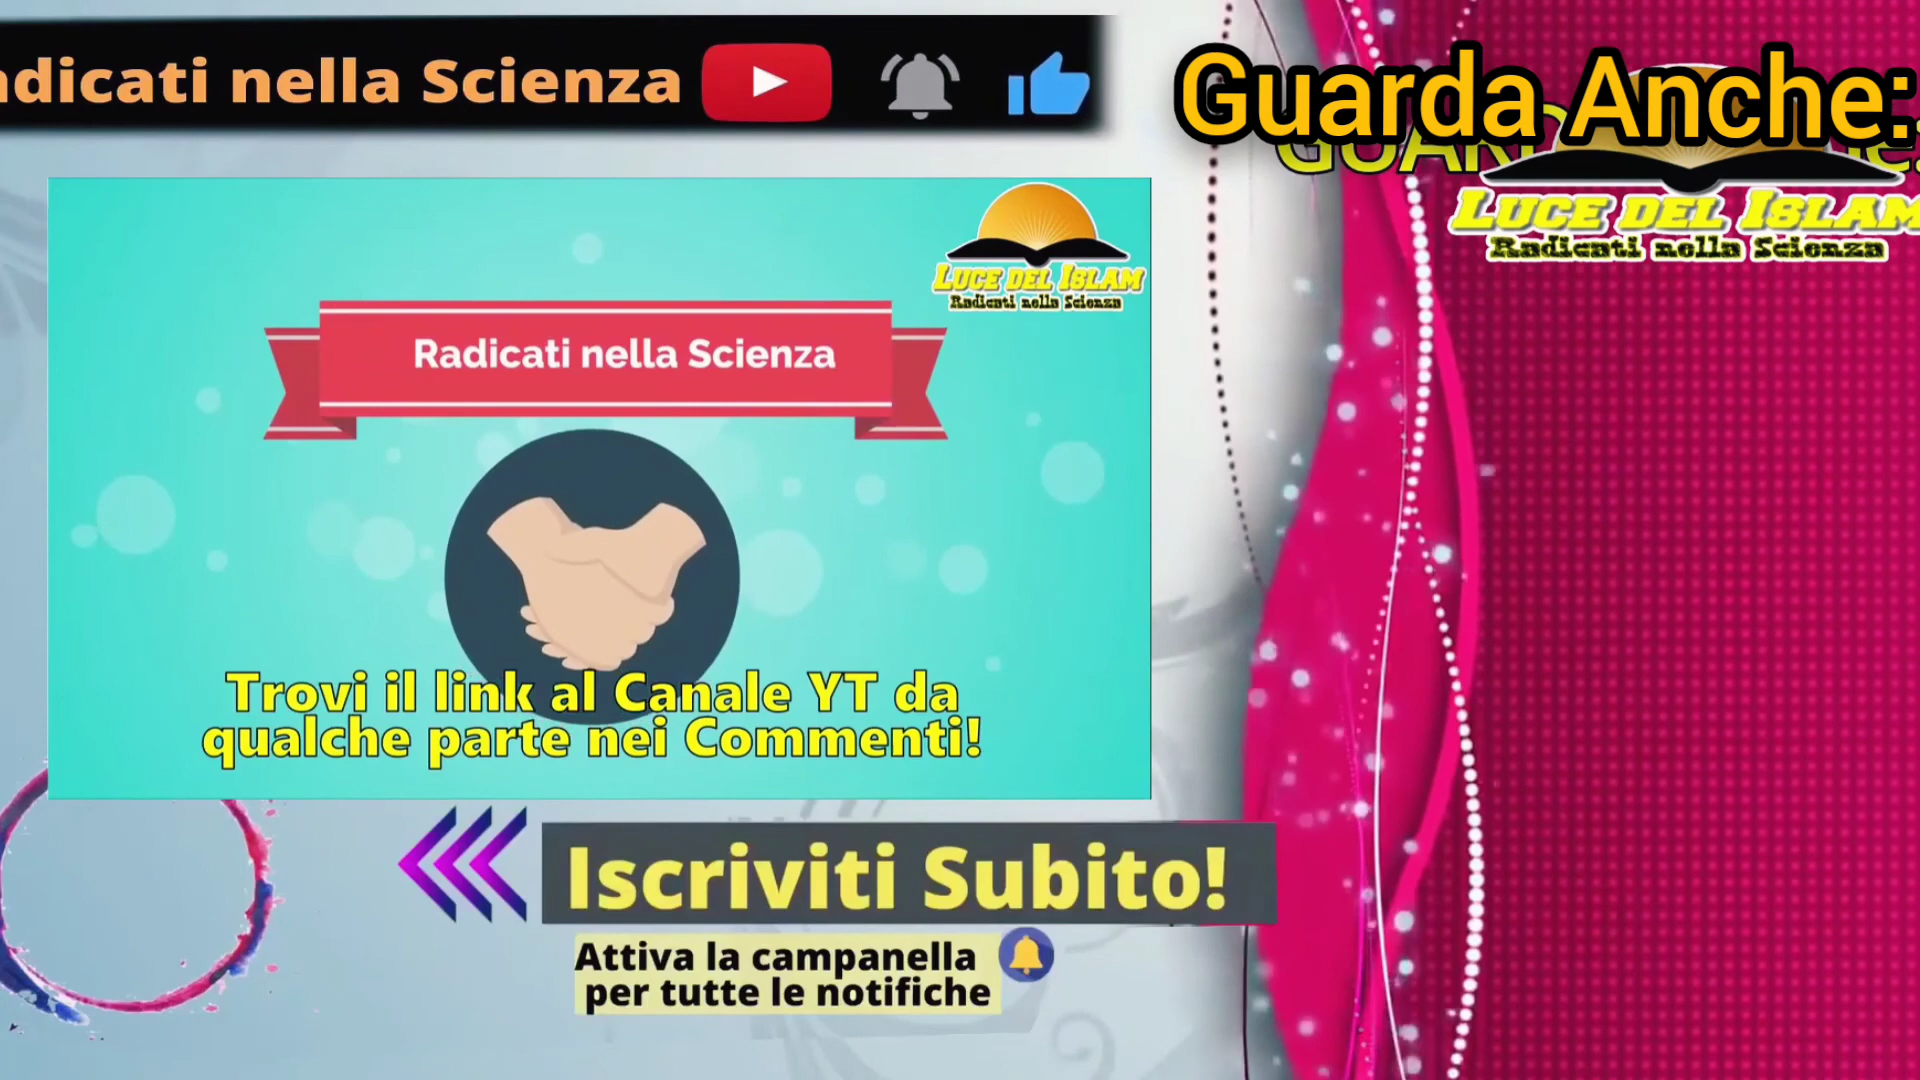 adicati nella Scienza
Guarda Anche:
LUCE DEL ISLAM
Radicati nella Scienza
LUCE DEL ISLAM
Radicati nella Scienza
Radicati nella Scienza
Trovi il link al Canale YT da
qualche parte nei Commenti!
Iscriviti Subito!
Attiva la campanella
per tutte le notifiche